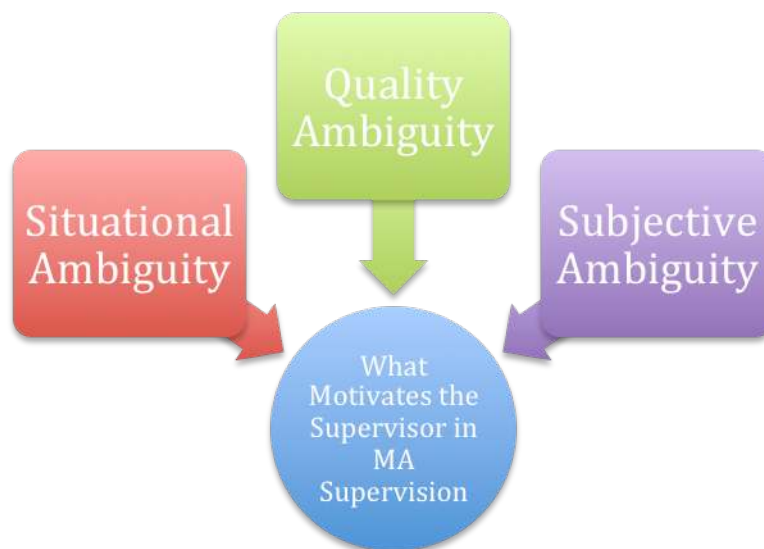 Quality
Ambiguity
Situational
Ambiguity
Subjective
Ambiguity
What
Motivates the
Supervisor in
MA
Supervision